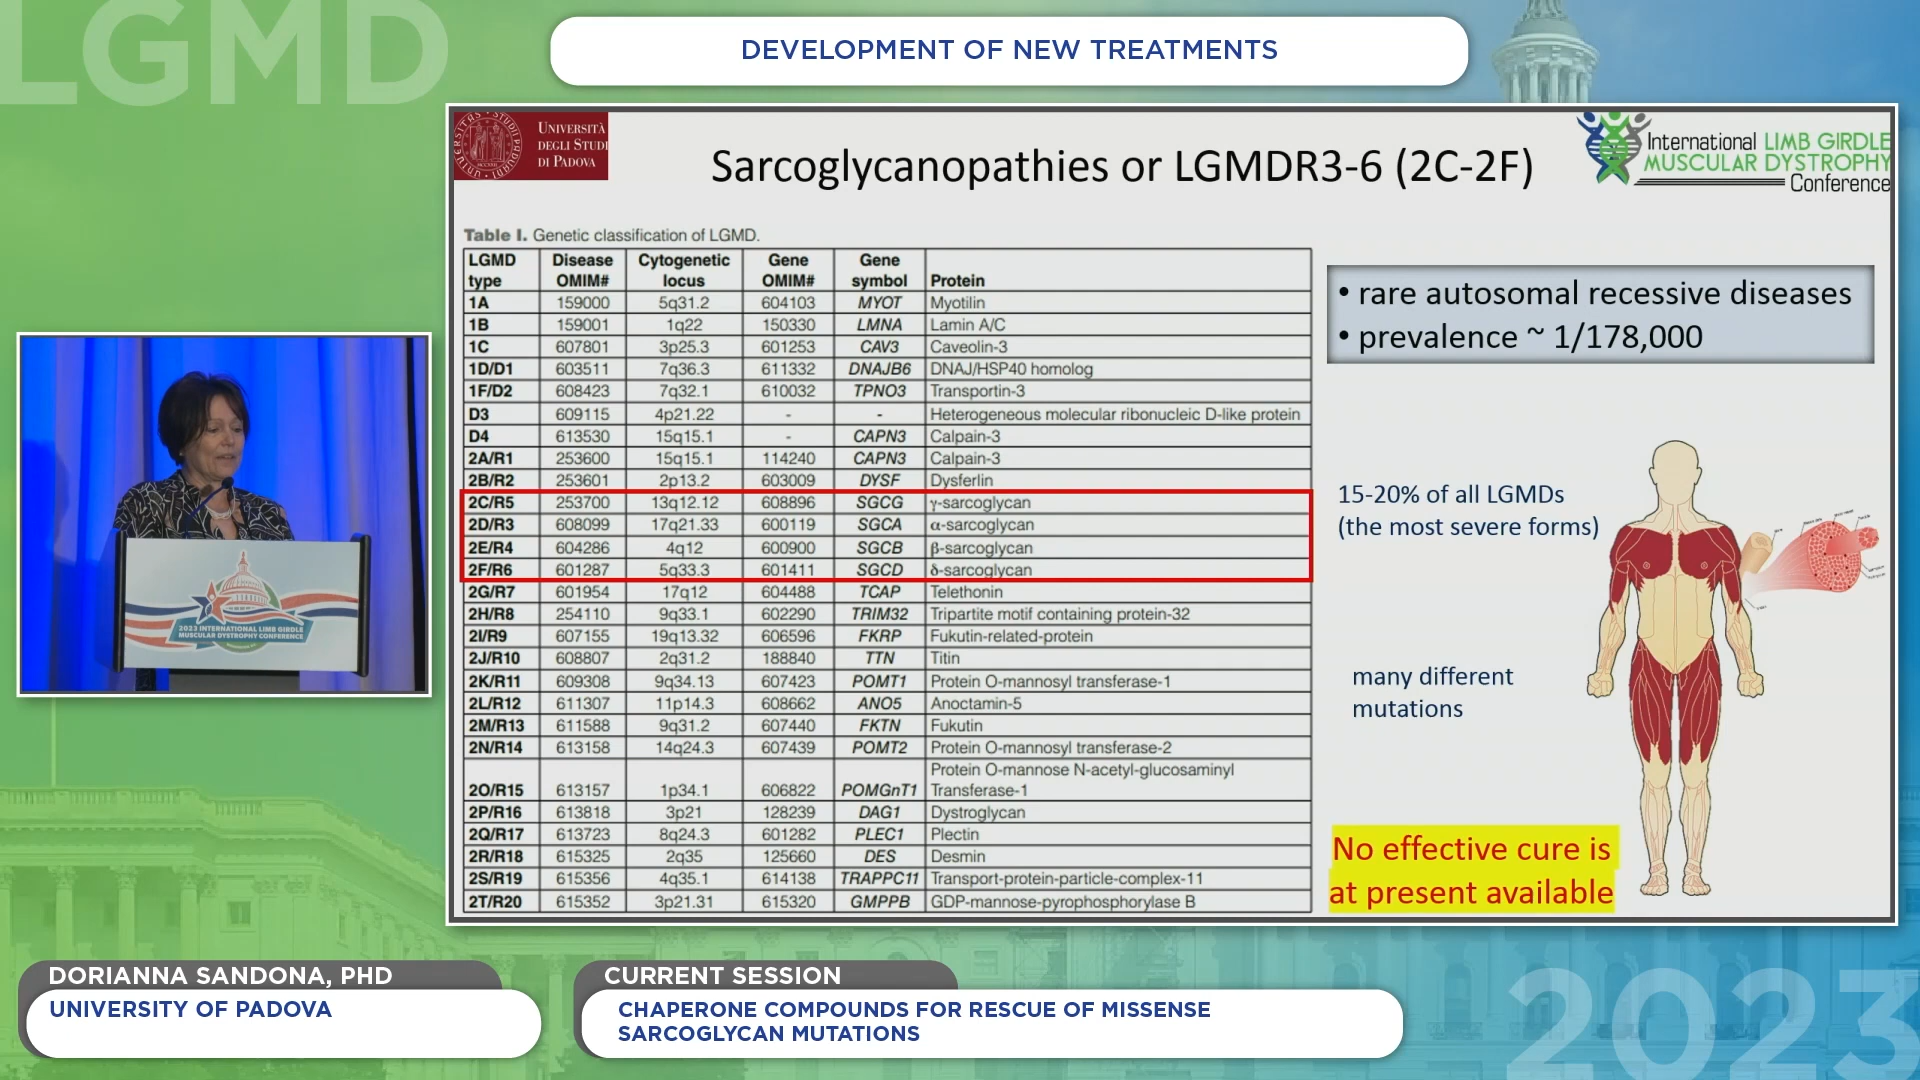 LGMD
DEVELOPMENT OF NEW TREATMENTS
UNIVERSITÀ
DEGLI STUDI
DI PADOVA
Sarcoglycanopathies or LGMDR3-6 (2C-2F)
International LIMB GIRDLE
MUSCULAR DYSTROPHY
Conference
Table I. Genetic classification of LGMD.
LGMD type Disease OMIM# Cytogenetic locus Gene OMIM# Gene symbol Protein
1A 159000 5q31.2 604103 MYOT Myotilin
1B 159001 1q22 150330 LMNA Lamin A/C
1C 607801 3p25.3 601253 CAV3 Caveolin-3
1D/D1 603511 7q36.3 611332 DNAJB6 DNAJ/HSP40 homolog
1F/D2 608423 7q32.1 610032 TPNO3 Transportin-3
D3 609115 4p21.22 - - Heterogeneous molecular ribonucleic D-like protein
D4 613530 15q15.1 - CAPN3 Calpain-3
2A/R1 253600 15q15.1 114240 CAPN3 Calpain-3
2B/R2 253601 2p13.2 603009 DYSF Dysferlin
2C/R5 253700 13q12.12 608896 SGCG γ-sarcoglycan
2D/R3 608099 17q21.33 600119 SGCA α-sarcoglycan
2E/R4 604286 4q12 600900 SGCB β-sarcoglycan
2F/R6 601287 5q33.3 601411 SGCD δ-sarcoglycan
2G/R7 601954 17q12 604488 TCAP Telethonin
2H/R8 254110 9q33.1 602290 TRIM32 Tripartite motif containing protein-32
2I/R9 607155 19q13.32 606596 FKRP Fukutin-related-protein
2J/R10 608807 2q31.2 188840 TTN Titin
2K/R11 609308 9q34.13 607423 POMT1 Protein O-mannosyl transferase-1
2L/R12 611307 11p14.3 608662 ANO5 Anoctamin-5
2M/R13 611588 9q31.2 607440 FKTN Fukutin
2N/R14 613158 14q24.3 607439 POMT2 Protein O-mannosyl transferase-2
2O/R15 613157 1p34.1 606822 POMGnT1 Protein O-mannose N-acetyl-glucosaminyl Transferase-1
2P/R16 613818 3p21 128239 DAG1 Dystroglycan
2Q/R17 613723 8q24.3 601282 PLEC1 Plectin
2R/R18 615325 2q35 125660 DES Desmin
2S/R19 615356 4q35.1 614138 TRAPPC11 Transport-protein-particle-complex-11
2T/R20 615352 3p21.31 615320 GMPPB GDP-mannose-pyrophosphorylase B
• rare autosomal recessive diseases
• prevalence ~ 1/178,000
15-20% of all LGMDs
(the most severe forms)
many different
mutations
No effective cure is
at present available
2023 INTERNATIONAL LIMB GIRDLE
MUSCULAR DYSTROPHY CONFERENCE
DORIANNA SANDONA, PHD
UNIVERSITY OF PADOVA
CURRENT SESSION
CHAPERONE COMPOUNDS FOR RESCUE OF MISSENSE
SARCOGLYCAN MUTATIONS
2023